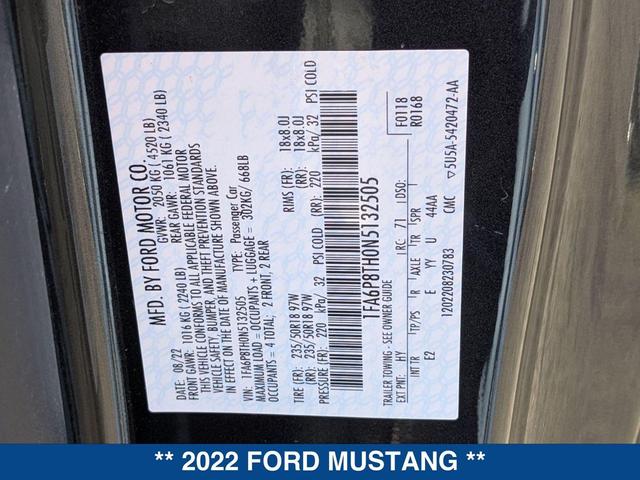 MFD. BY FORD MOTOR CO.
DATE: 08/22 GVWR: 2050 KG (4520 LB)
FRONT GAWR: 1016 KG (2240 LB) REAR GAWR: 1061 KG (2340 LB)
THIS VEHICLE CONFORMS TO ALL APPLICABLE FEDERAL MOTOR
VEHICLE SAFETY, BUMPER, AND THEFT PREVENTION STANDARDS
IN EFFECT ON THE DATE OF MANUFACTURE SHOWN ABOVE.
VIN: 1FA6P8TH0N5132505 TYPE: Passenger Car
MAXIMUM LOAD = OCCUPANTS + LUGGAGE = 302KG/ 668LB
OCCUPANTS = 4 TOTAL; 2 FRONT, 2 REAR
TIRE (FR): 235/50R18 97W RIMS (FR): 18x8.0J
(RR): 235/50R18 97W (RR): 18x8.0J
PRESSURE (FR): 220 kPa/ 32 PSI COLD (RR): 220 kPa/ 32 PSI COLD
1FA6P8TH0N5132505
TRAILER TOWING - SEE OWNER GUIDE F0118
EXT PNT: HY RC: 71 DSO: R0168
INT TR TP/PS R AXLE TR SPR
E2 E YY U 44AA ▽5U5A-5420472-AA
1202208230783 CMC
** 2022 FORD MUSTANG **